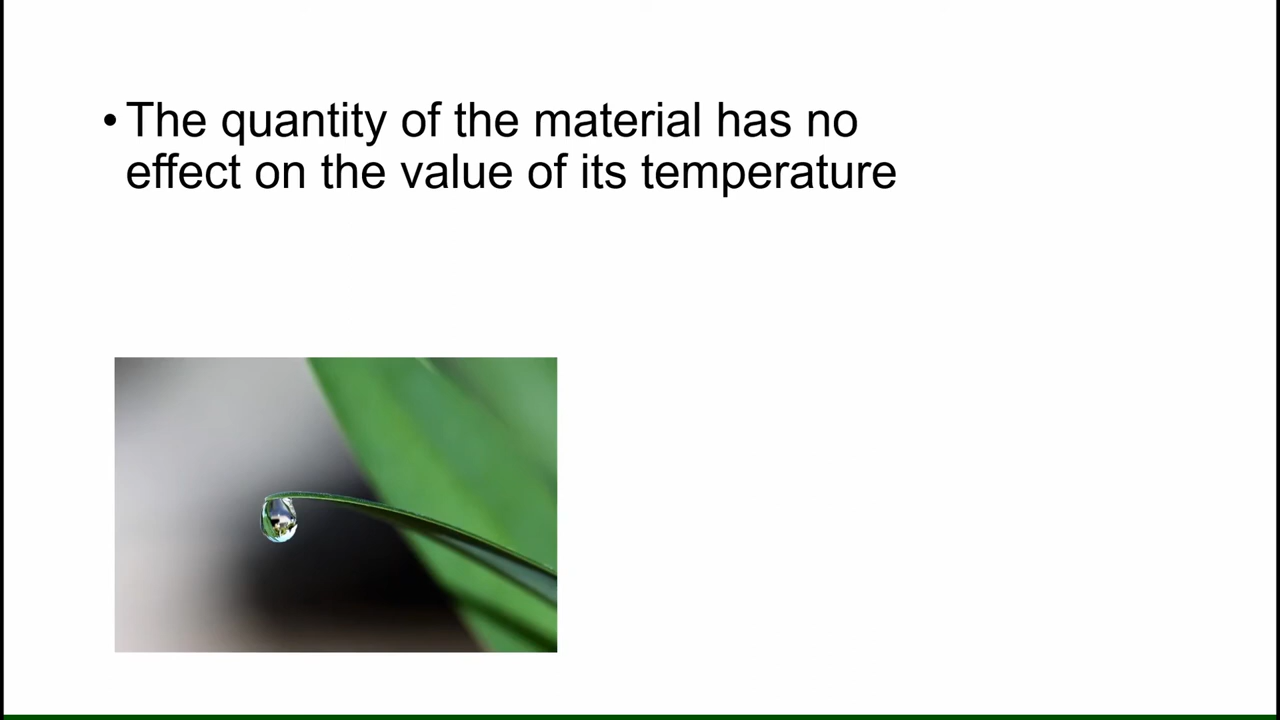 • The quantity of the material has no
effect on the value of its temperature